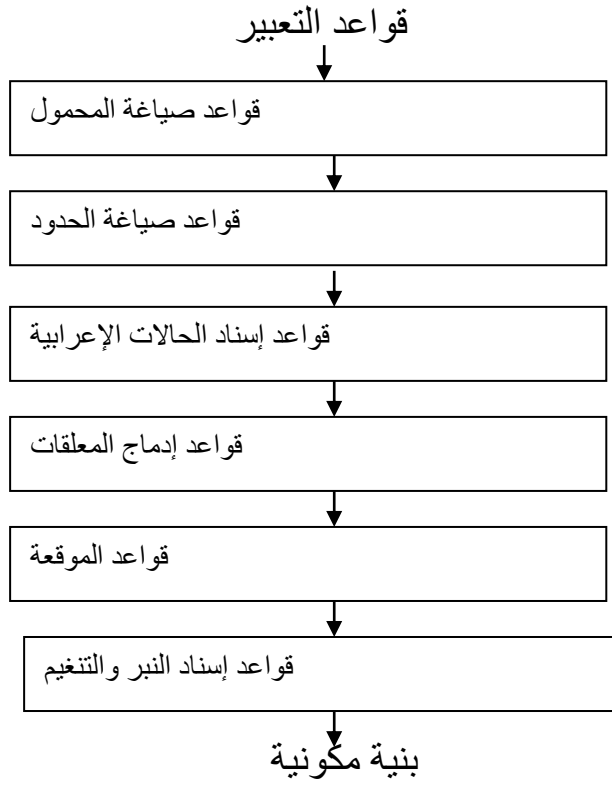 قواعد التعبير
قواعد صياغة المحمول
قواعد صياغة الحدود
قواعد إسناد الحالات الإعرابية
قواعد إدماج المعلقات
قواعد الموقعة
قواعد إسناد النبر والتنغيم
بنية مكونية